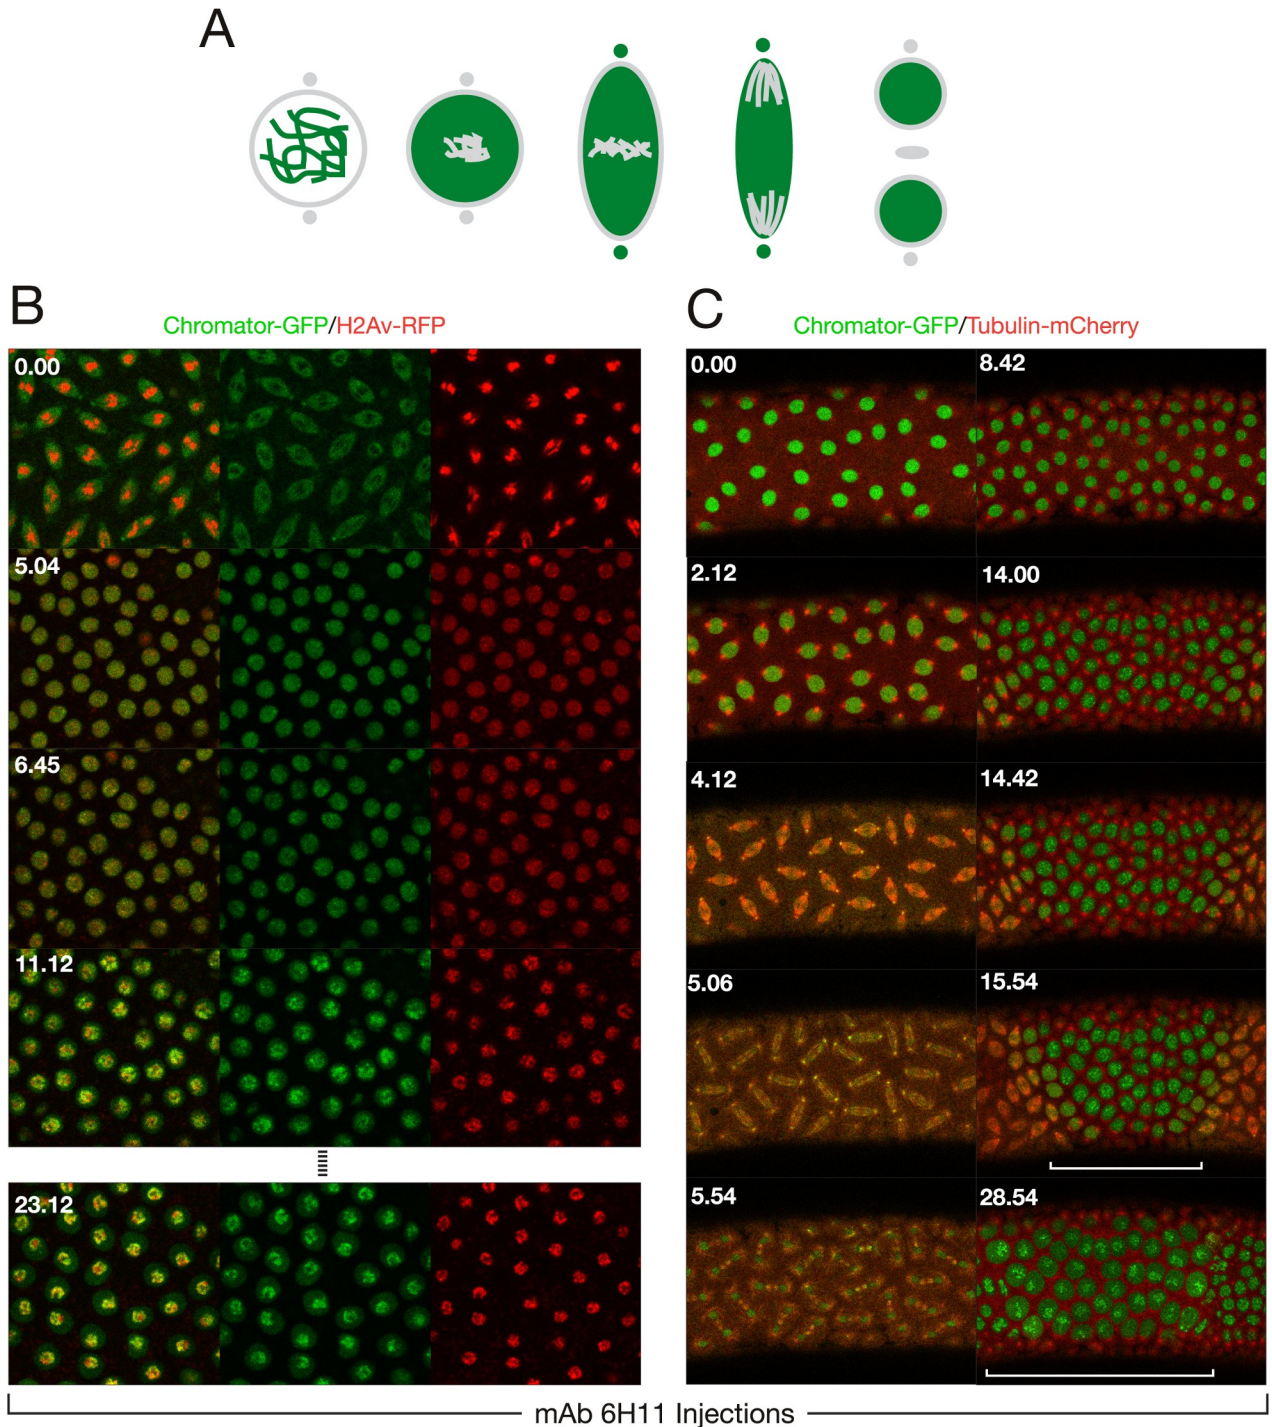 A
B
Chromator-GFP/H2Av-RFP
0.00
5.04
6.45
11.12
23.12
C
Chromator-GFP/Tubulin-mCherry
0.00
8.42
2.12
14.00
4.12
14.42
5.06
15.54
5.54
28.54
mAb 6H11 Injections